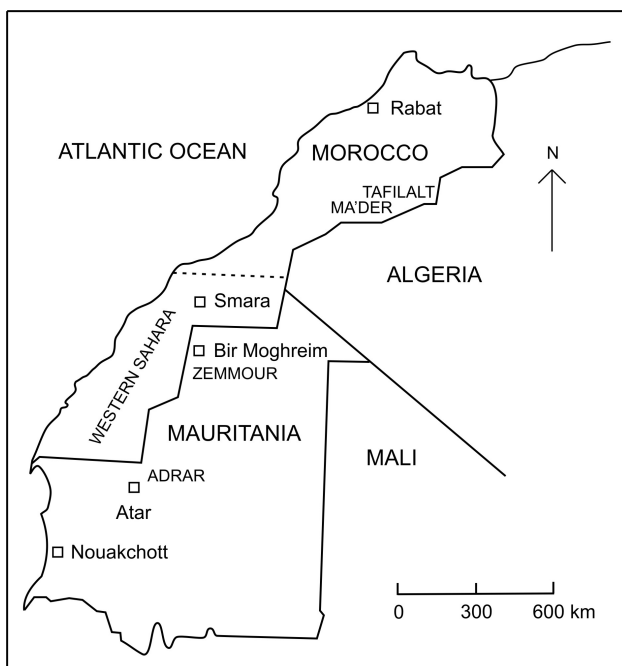 Rabat
ATLANTIC OCEAN
MOROCCO
N
TAFILALT
MA'DER
ALGERIA
Smara
WESTERN SAHARA
Bir Moghreim
ZEMMOUR
MAURITANIA
MALI
ADRAR
Atar
Nouakchott
0 300 600 km